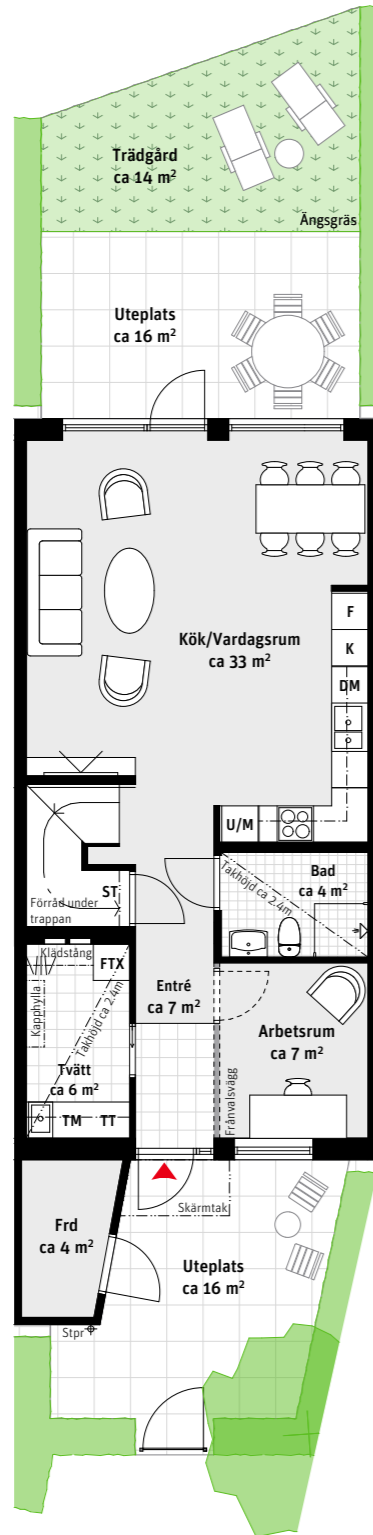 Trädgård
ca 14 m²
Ängsgräs
Uteplats
ca 16 m²
Kök/Vardagsrum
ca 33 m²
F
K
DM
U/M
ST
Förråd under
trappan
Bad
ca 4 m²
Takhöjd ca 2.4m
Klädstång
FTX
Kapphylla
Takhöjd ca 2.4m
Tvätt
ca 6 m²
TM
TT
Entré
ca 7 m²
Arbetsrum
ca 7 m²
Frånvalsvägg
Skärmtak
Frd
ca 4 m²
Uteplats
ca 16 m²
Stpr